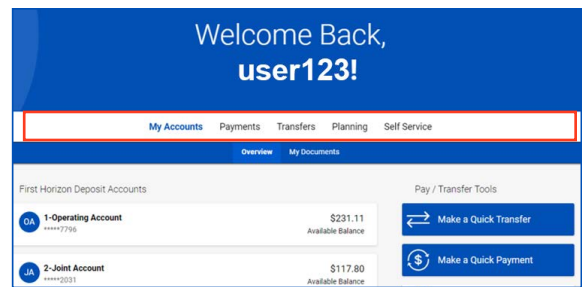 Welcome Back,
user123!
My Accounts Payments Transfers Planning Self Service
Overview My Documents
First Horizon Deposit Accounts
Pay / Transfer Tools
OA
1-Operating Account
*****7796
$231.11
Available Balance
Make a Quick Transfer
JA
2-Joint Account
*****2031
$117.80
Available Balance
$
Make a Quick Payment